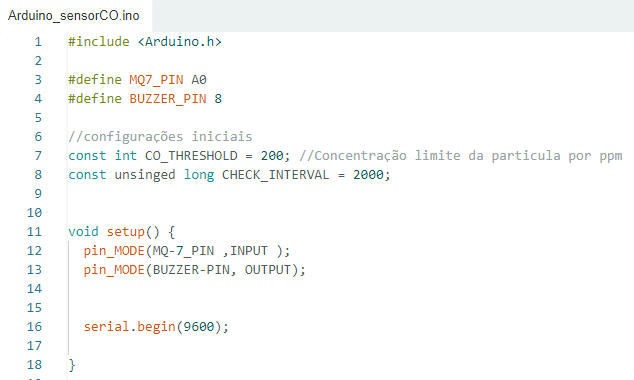 Arduino_sensorCO.ino
1 #include <Arduino.h>
2
3 #define MQ7_PIN A0
4 #define BUZZER_PIN 8
5
6 //configurações iniciais
7 const int CO_THRESHOLD = 200; //Concentração limite da particula por ppm
8 const unsinged long CHECK_INTERVAL = 2000;
9
10
11 void setup() {
12 pin_MODE(MQ-7_PIN ,INPUT );
13 pin_MODE(BUZZER-PIN, OUTPUT);
14
15
16 serial.begin(9600);
17
18 }